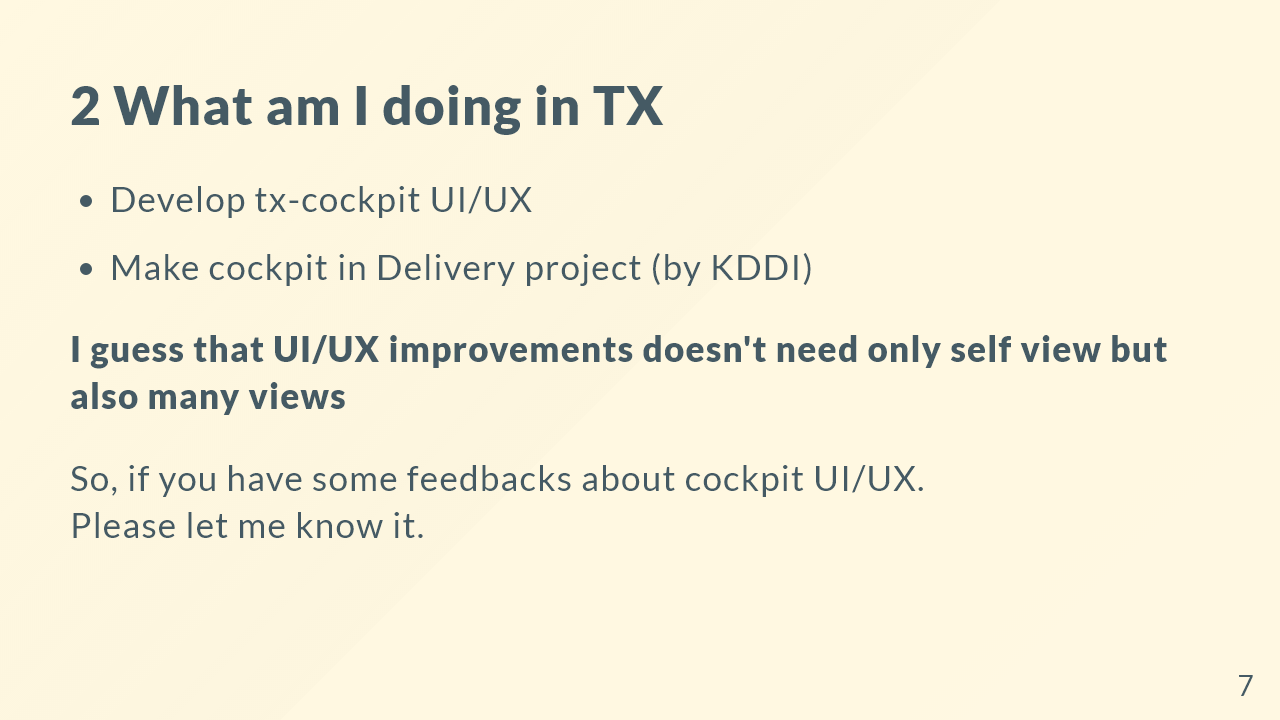 2 What am I doing in TX
• Develop tx-cockpit UI/UX
• Make cockpit in Delivery project (by KDDI)
I guess that UI/UX improvements doesn't need only self view but
also many views
So, if you have some feedbacks about cockpit UI/UX.
Please let me know it.
7